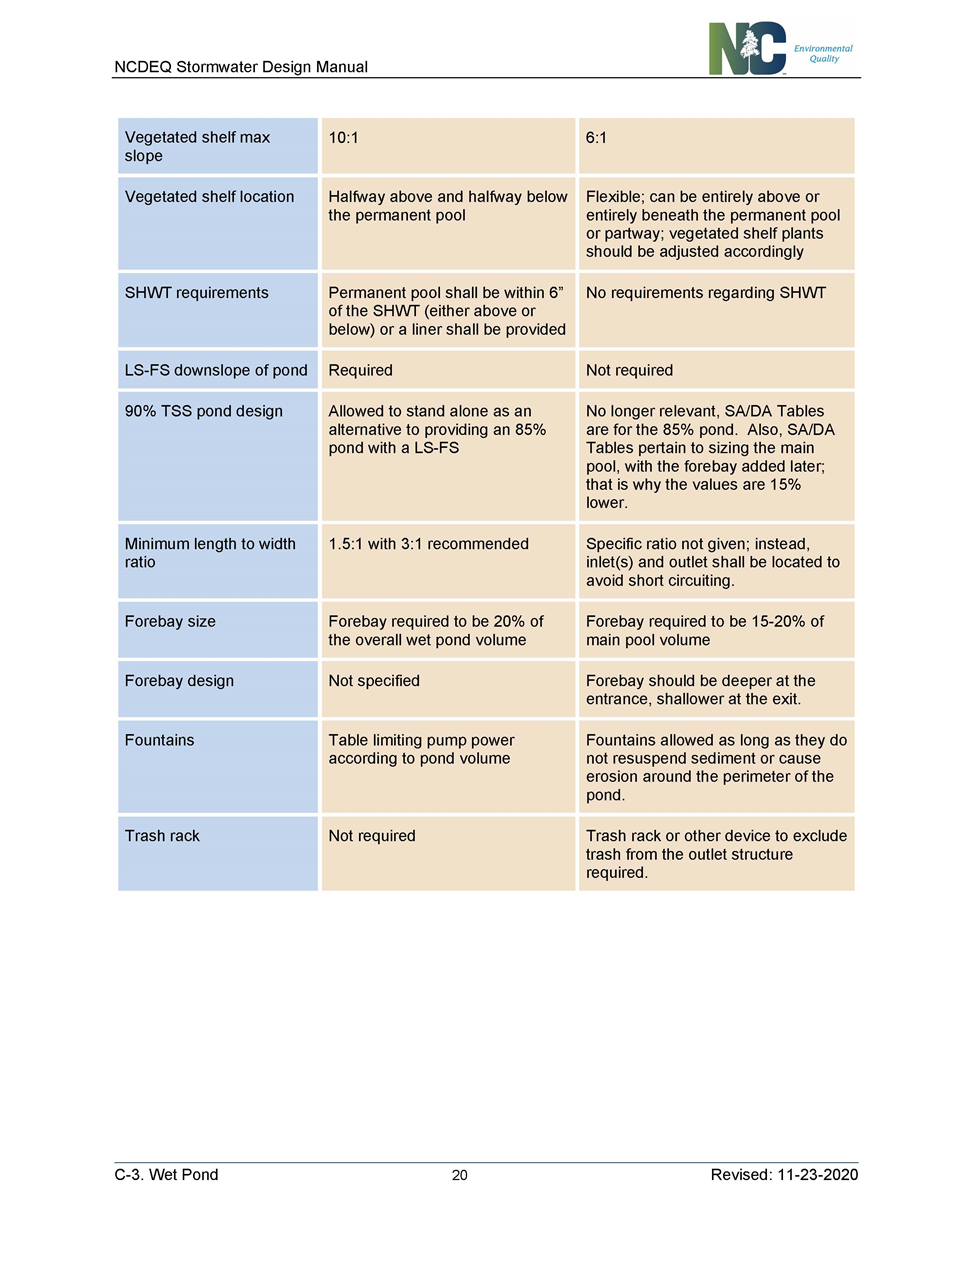 NCDEQ Stormwater Design Manual
NC
Environmental
Quality
Vegetated shelf max
slope
10:1
6:1
Vegetated shelf location
Halfway above and halfway below
the permanent pool
Flexible; can be entirely above or
entirely beneath the permanent pool
or partway; vegetated shelf plants
should be adjusted accordingly
SHWT requirements
Permanent pool shall be within 6”
of the SHWT (either above or
below) or a liner shall be provided
No requirements regarding SHWT
LS-FS downslope of pond
Required
Not required
90% TSS pond design
Allowed to stand alone as an
alternative to providing an 85%
pond with a LS-FS
No longer relevant, SA/DA Tables
are for the 85% pond.  Also, SA/DA
Tables pertain to sizing the main
pool, with the forebay added later;
that is why the values are 15%
lower.
Minimum length to width
ratio
1.5:1 with 3:1 recommended
Specific ratio not given; instead,
inlet(s) and outlet shall be located to
avoid short circuiting.
Forebay size
Forebay required to be 20% of
the overall wet pond volume
Forebay required to be 15-20% of
main pool volume
Forebay design
Not specified
Forebay should be deeper at the
entrance, shallower at the exit.
Fountains
Table limiting pump power
according to pond volume
Fountains allowed as long as they do
not resuspend sediment or cause
erosion around the perimeter of the
pond.
Trash rack
Not required
Trash rack or other device to exclude
trash from the outlet structure
required.
C-3. Wet Pond
20
Revised: 11-23-2020